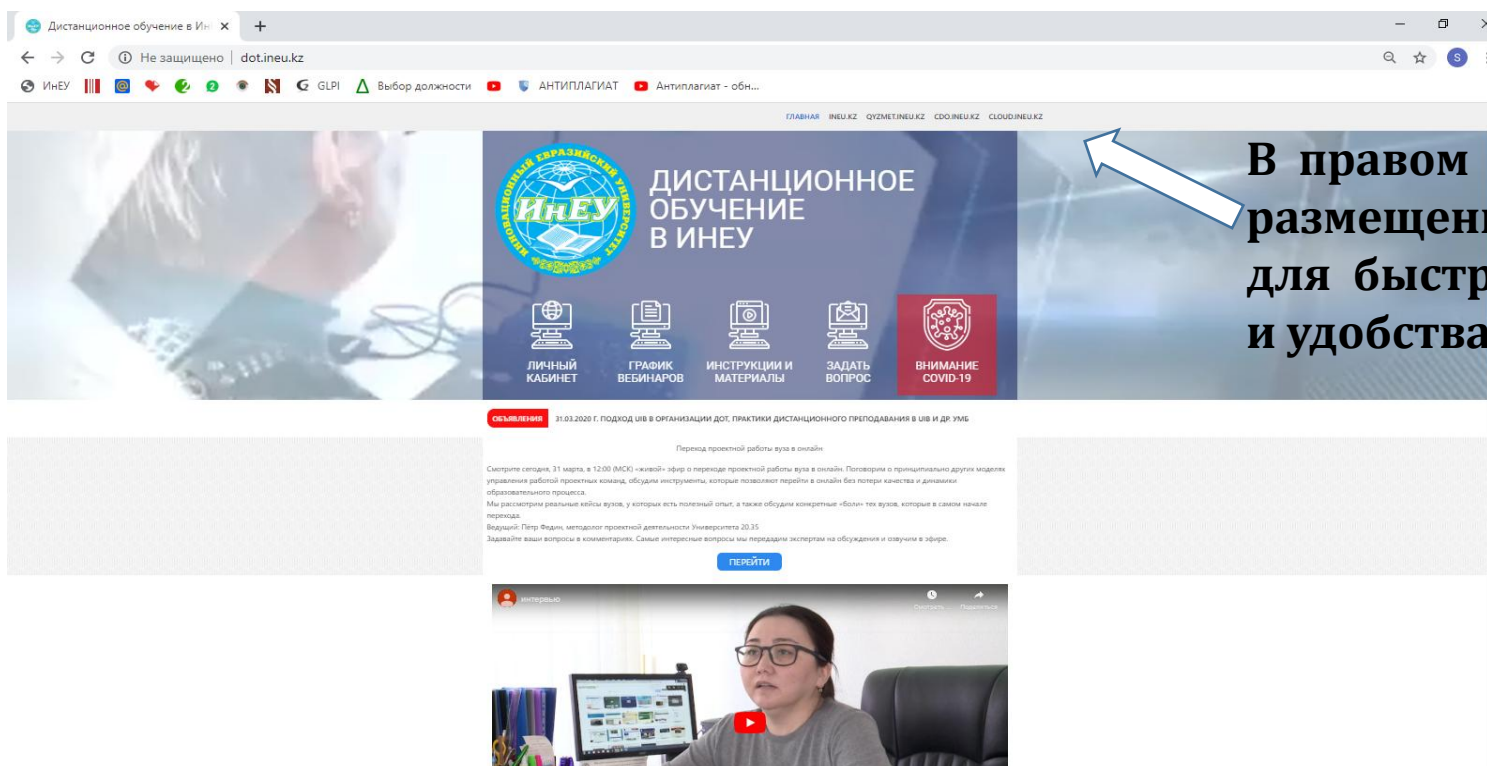 Дистанционное обучение в Ин
Не защищено | dot.ineu.kz
S
ИнЕУ
GLPI
Выбор должности
АНТИПЛАГИАТ
Антиплагиат - обн...
ГЛАВНАЯ INEU.KZ QYZMET.INEU.KZ CDO.INEU.KZ CLOUD.INEU.KZ
ИННОВАЦИОННЫЙ ЕВРАЗИЙСКИЙ УНИВЕРСИТЕТ
ИнЕУ
ДИСТАНЦИОННОЕ
ОБУЧЕНИЕ
В ИНЕУ
В правом
для
и удобства
ЛИЧНЫЙ
КАБИНЕТ
ГРАФИК
ВЕБИНАРОВ
ИНСТРУКЦИИ И
МАТЕРИАЛЫ
ЗАДАТЬ
ВОПРОС
ВНИМАНИЕ
COVID-19
ОБЪЯВЛЕНИЯ
31.03.2020 Г. ПОДХОД UIB В ОРГАНИЗАЦИИ ДОТ, ПРАКТИКИ ДИСТАНЦИОННОГО ПРЕПОДАВАНИЯ В UIB И ДР. УМБ
Переход проектной работы вуза в онлайн
Смотрите сегодня, 31 марта, в 12:00 (МСК) «живой» эфир о переходе проектной работы вуза в онлайн. Поговорим о принципиально других моделях
управления работой проектных команд, обсудим инструменты, которые позволяют перейти в онлайн без потери качества и динамики
образовательного процесса.
Мы рассмотрим реальные кейсы вузов, у которых есть полезный опыт, а также обсудим конкретные «боли» тех вузов, которые в самом начале
перехода.
Ведущий: Пётр Федин, методолог проектной деятельности Университета 20.35
Задавайте ваши вопросы в комментариях. Самые интересные вопросы мы передадим экспертам на обсуждения и озвучим в эфире.
ПЕРЕЙТИ
интервью
Смотреть ...
Поделиться